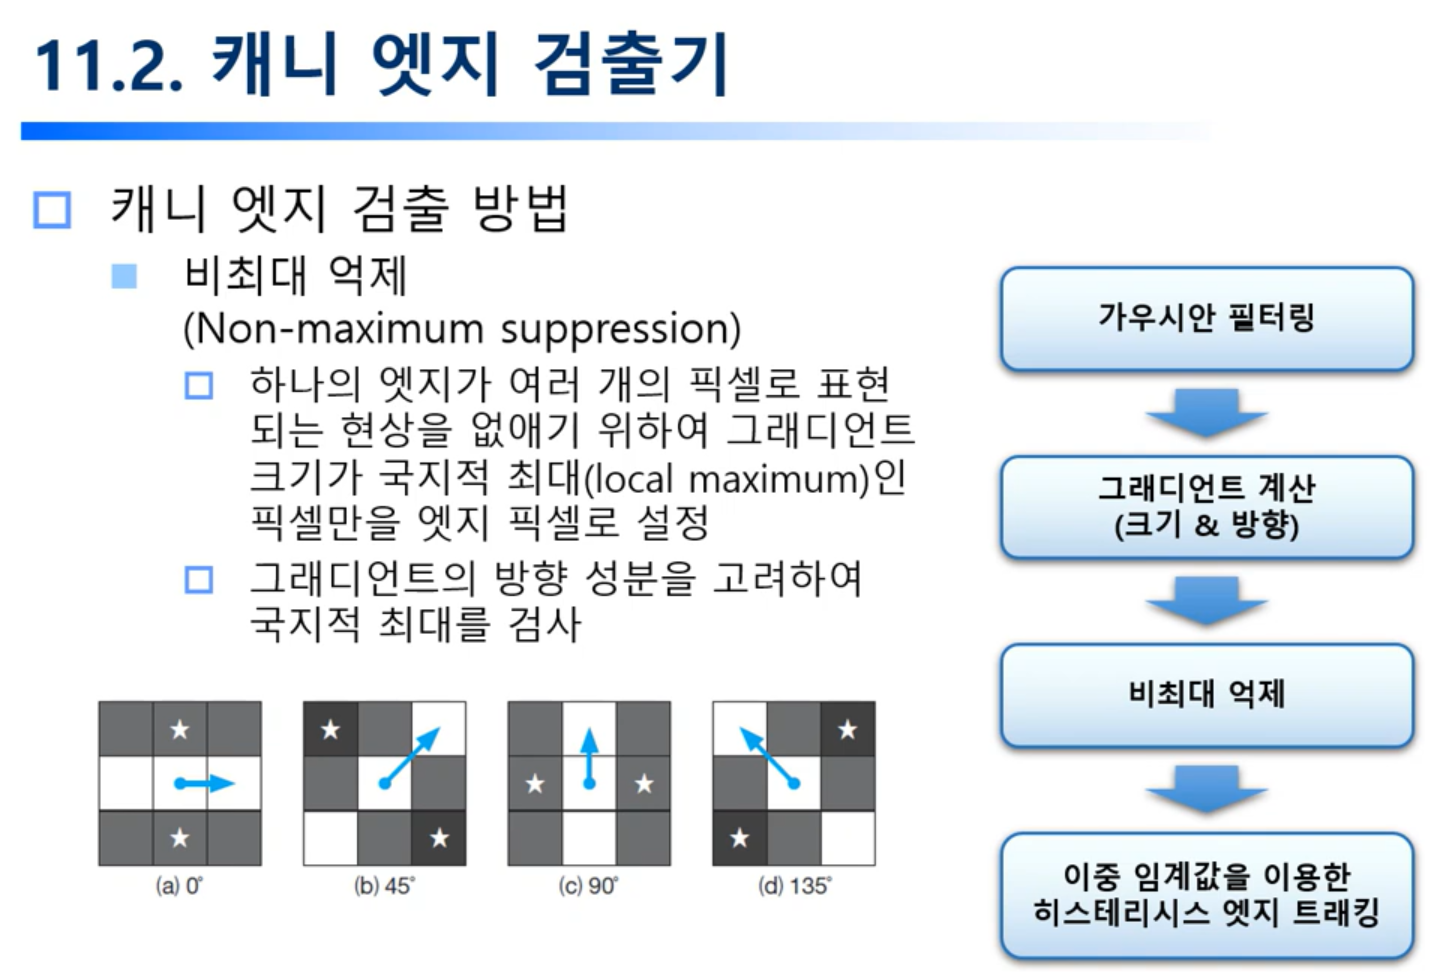 11.2. 캐니 엣지 검출기
캐니 엣지 검출 방법
비최대 억제
(Non-maximum suppression)
하나의 엣지가 여러 개의 픽셀로 표현
되는 현상을 없애기 위하여 그래디언트
크기가 국지적 최대(local maximum)인
픽셀만을 엣지 픽셀로 설정
그래디언트의 방향 성분을 고려하여
국지적 최대를 검사
(a) 0°
(b) 45°
(c) 90°
(d) 135°
가우시안 필터링
그래디언트 계산
(크기 & 방향)
비최대 억제
이중 임계값을 이용한
히스테리시스 엣지 트래킹